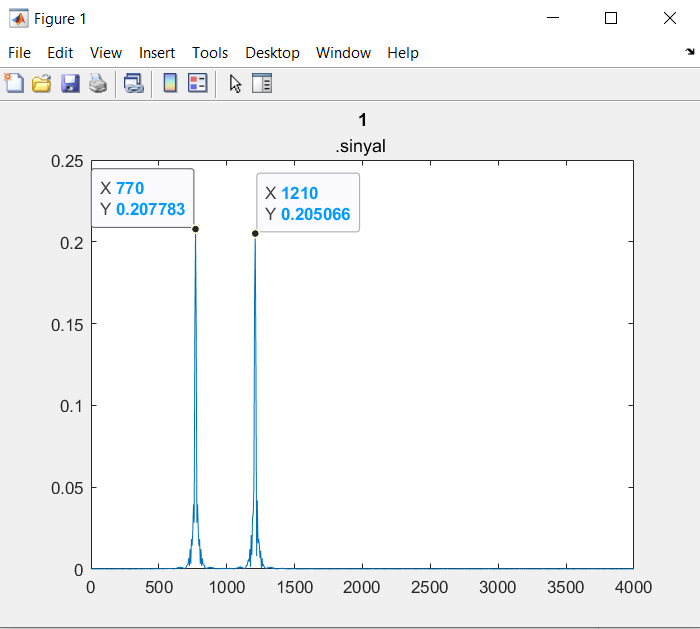 Figure 1
File Edit View Insert Tools Desktop Window Help
1
.sinyal
0.25
X 770
Y 0.207783
X 1210
Y 0.205066
0.2
0.15
0.1
0.05
0
0 500 1000 1500 2000 2500 3000 3500 4000